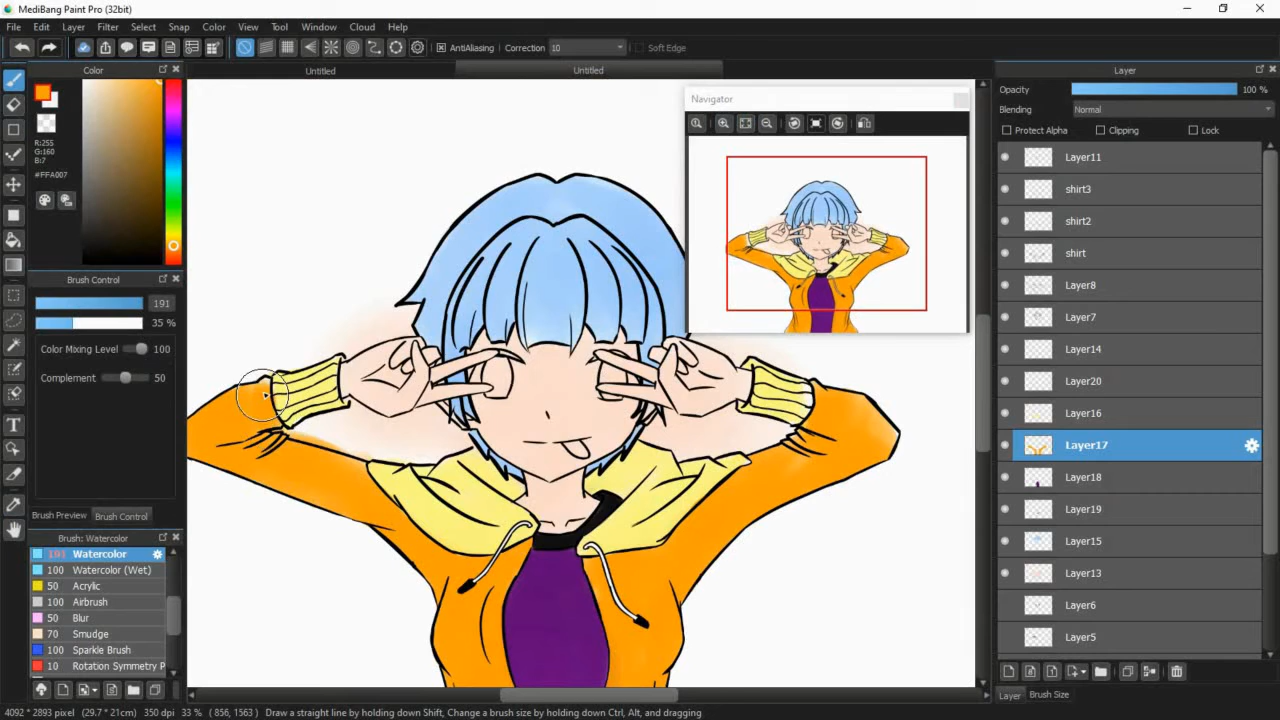 MediBang Paint Pro (32bit)
File Edit Layer Filter Select Snap Color View Tool Window Cloud Help
AntiAliasing Correction 10 Soft Edge
Color
Untitled Untitled
R:255
G:160
B:7
#FFA007
Brush Control
191
35 %
Color Mixing Level 100
Complement 50
Brush Preview Brush Control
Brush: Watercolor
191 Watercolor
100 Watercolor (Wet)
50 Acrylic
100 Airbrush
50 Blur
70 Smudge
100 Sparkle Brush
10 Rotation Symmetry P
Navigator
Layer
Opacity 100 %
Blending Normal
Protect Alpha Clipping Lock
Layer11
shirt3
shirt2
shirt
Layer8
Layer7
Layer14
Layer20
Layer16
Layer17
Layer18
Layer19
Layer15
Layer13
Layer6
Layer5
Layer Brush Size
4092 * 2893 pixel (29.7 * 21cm) 350 dpi 33 % ( 856, 1563 ) Draw a straight line by holding down Shift, Change a brush size by holding down Ctrl, Alt, and dragging